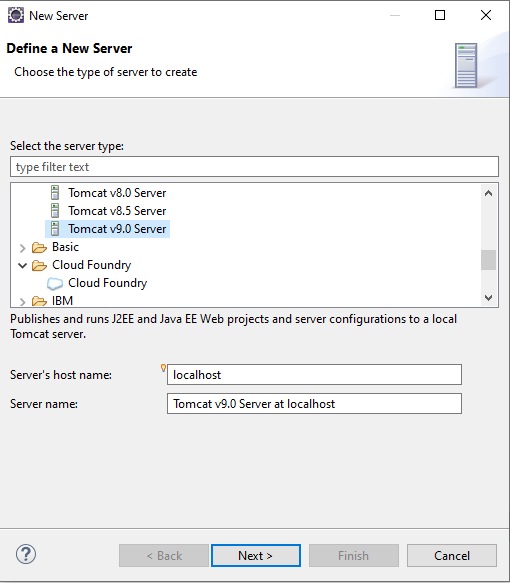 New Server
Define a New Server
Choose the type of server to create
Select the server type:
type filter text
Tomcat v8.0 Server
Tomcat v8.5 Server
Tomcat v9.0 Server
Basic
Cloud Foundry
Cloud Foundry
IBM
Publishes and runs J2EE and Java EE Web projects and server configurations to a local
Tomcat server.
Server's host name: localhost
Server name: Tomcat v9.0 Server at localhost
? < Back Next > Finish Cancel